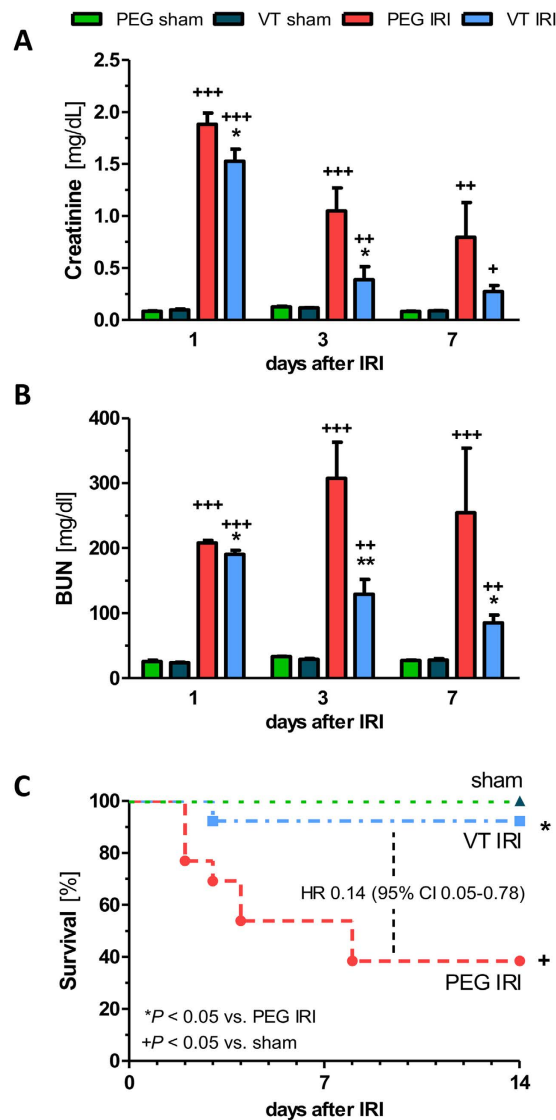 PEG sham VT sham PEG IRI VT IRI
A
Creatinine [mg/dL]
2.5
2.0
1.5
1.0
0.5
0.0
+++
+++
*
+++
++
*
++
+
1 3 7
days after IRI
B
BUN [mg/dl]
400
300
200
100
0
+++
+++
*
+++
++
**
+++
++
*
1 3 7
days after IRI
C
Survival [%]
100
80
60
40
20
0
sham
VT IRI
*
HR 0.14 (95% CI 0.05-0.78)
PEG IRI
+
*P < 0.05 vs. PEG IRI
+P < 0.05 vs. sham
0 7 14
days after IRI